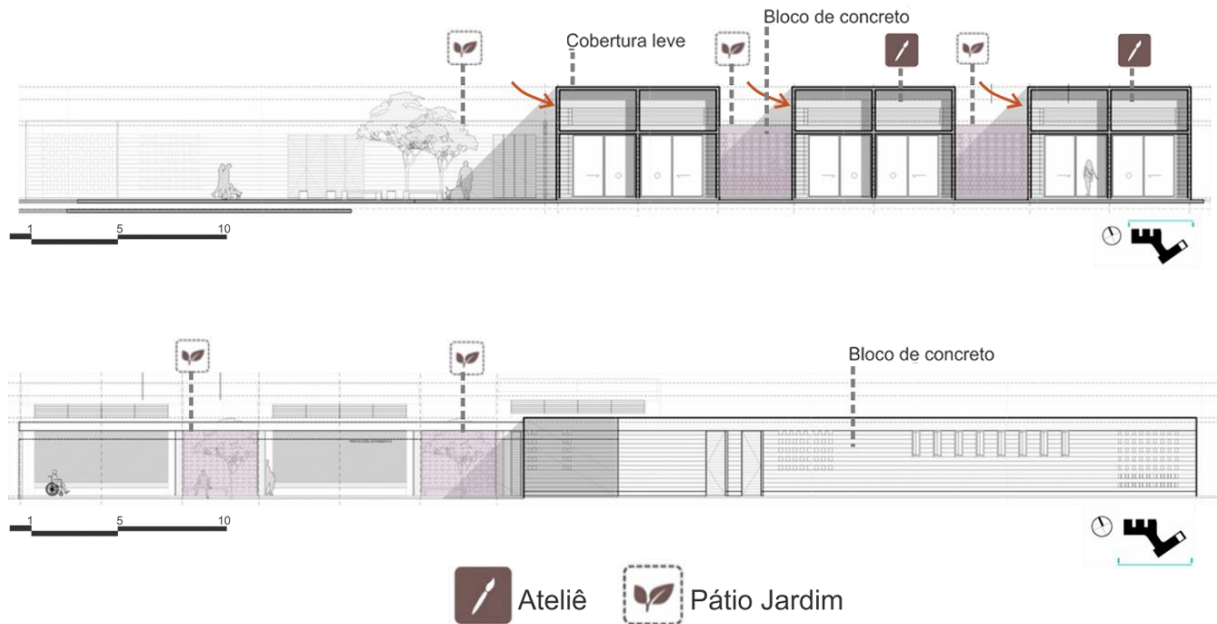 Bloco de concreto
Cobertura leve
1 5 10
Bloco de concreto
1 5 10
Ateliê
Pátio Jardim